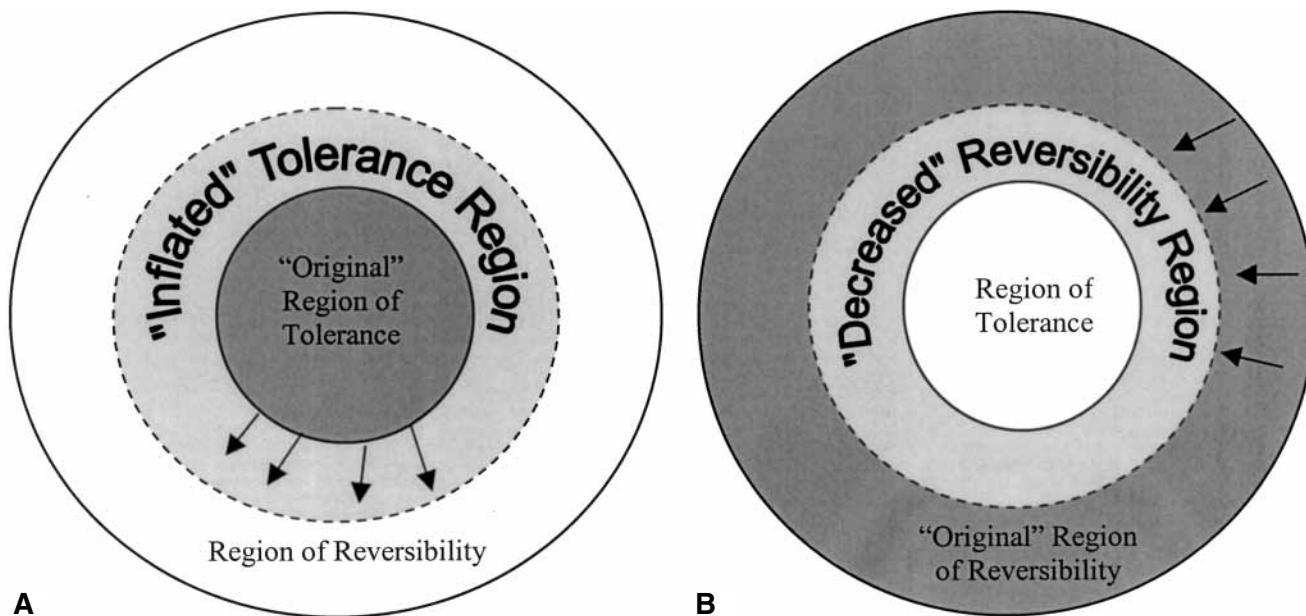 "Inflated" Tolerance Region
“Original”
Region of
Tolerance
Region of Reversibility
A
"Decreased" Reversibility Region
Region of
Tolerance
“Original” Region
of Reversibility
B